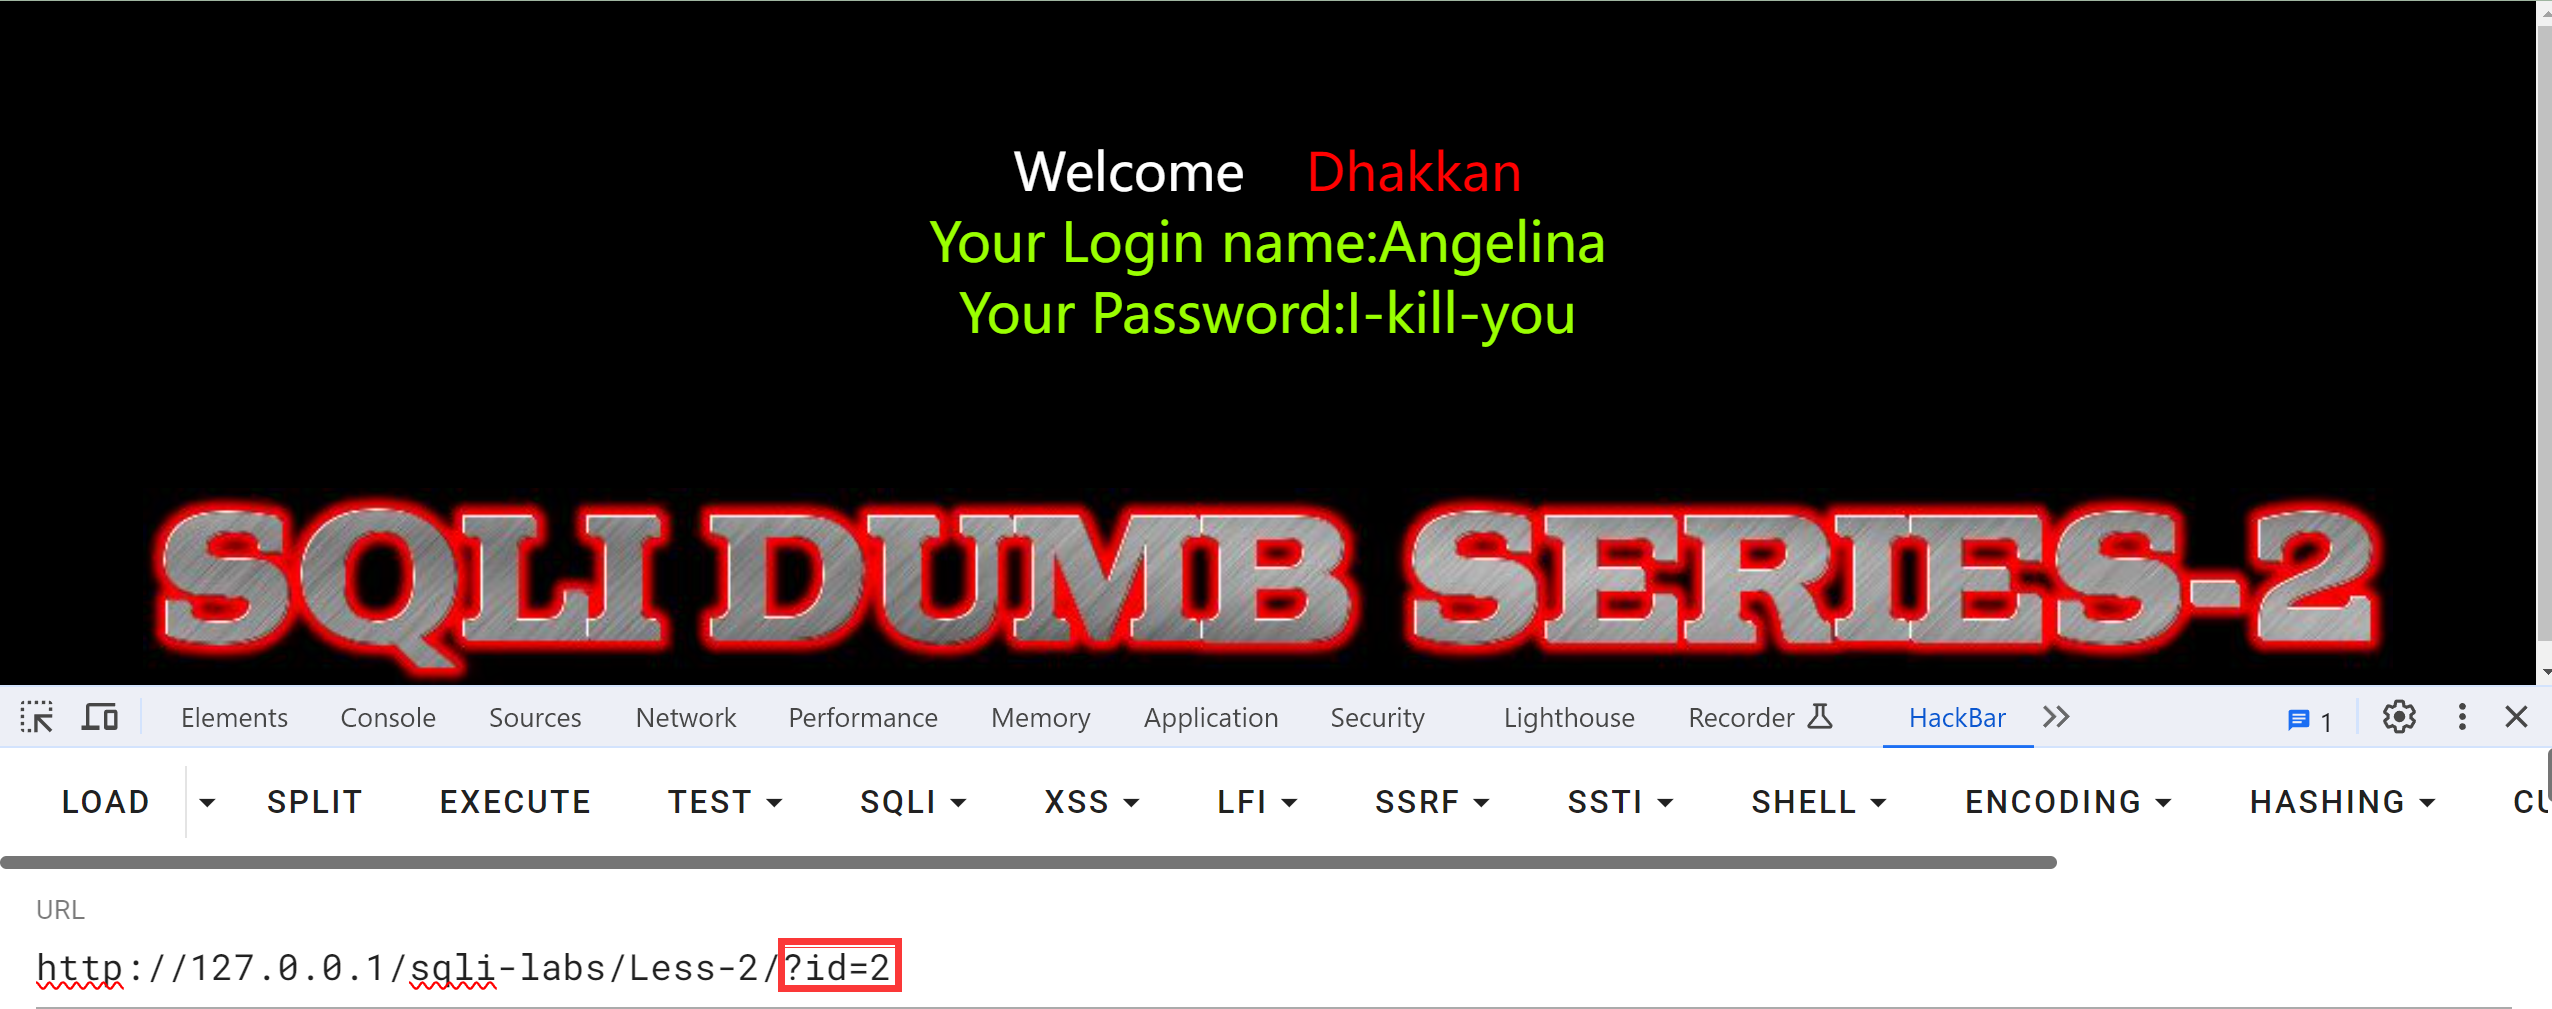 Welcome Dhakkan
Your Login name:Angelina
Your Password:I-kill-you
SQLI DUMB SERIES-2
Elements Console Sources Network Performance Memory Application Security Lighthouse Recorder HackBar 1
LOAD SPLIT EXECUTE TEST SQLI XSS LFI SSRF SSTI SHELL ENCODING HASHING CU
URL
http://127.0.0.1/sqli-labs/Less-2/?id=2